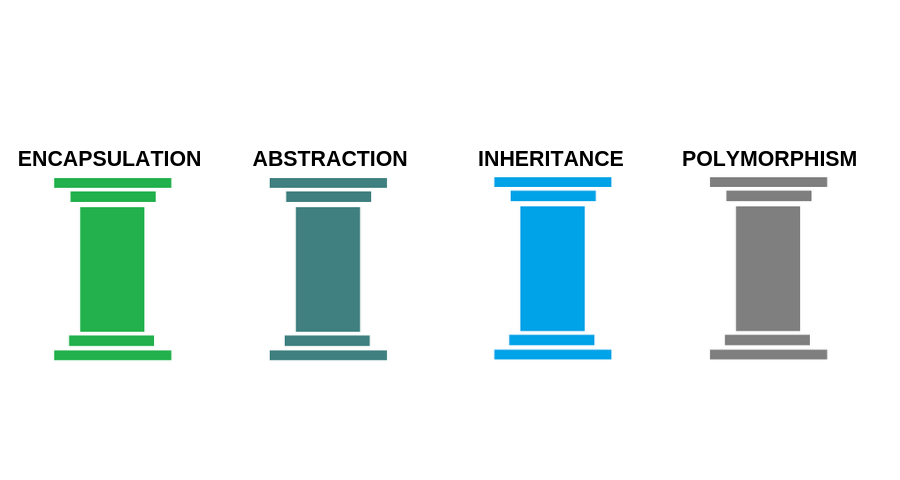 ENCAPSULATION ABSTRACTION INHERITANCE POLYMORPHISM